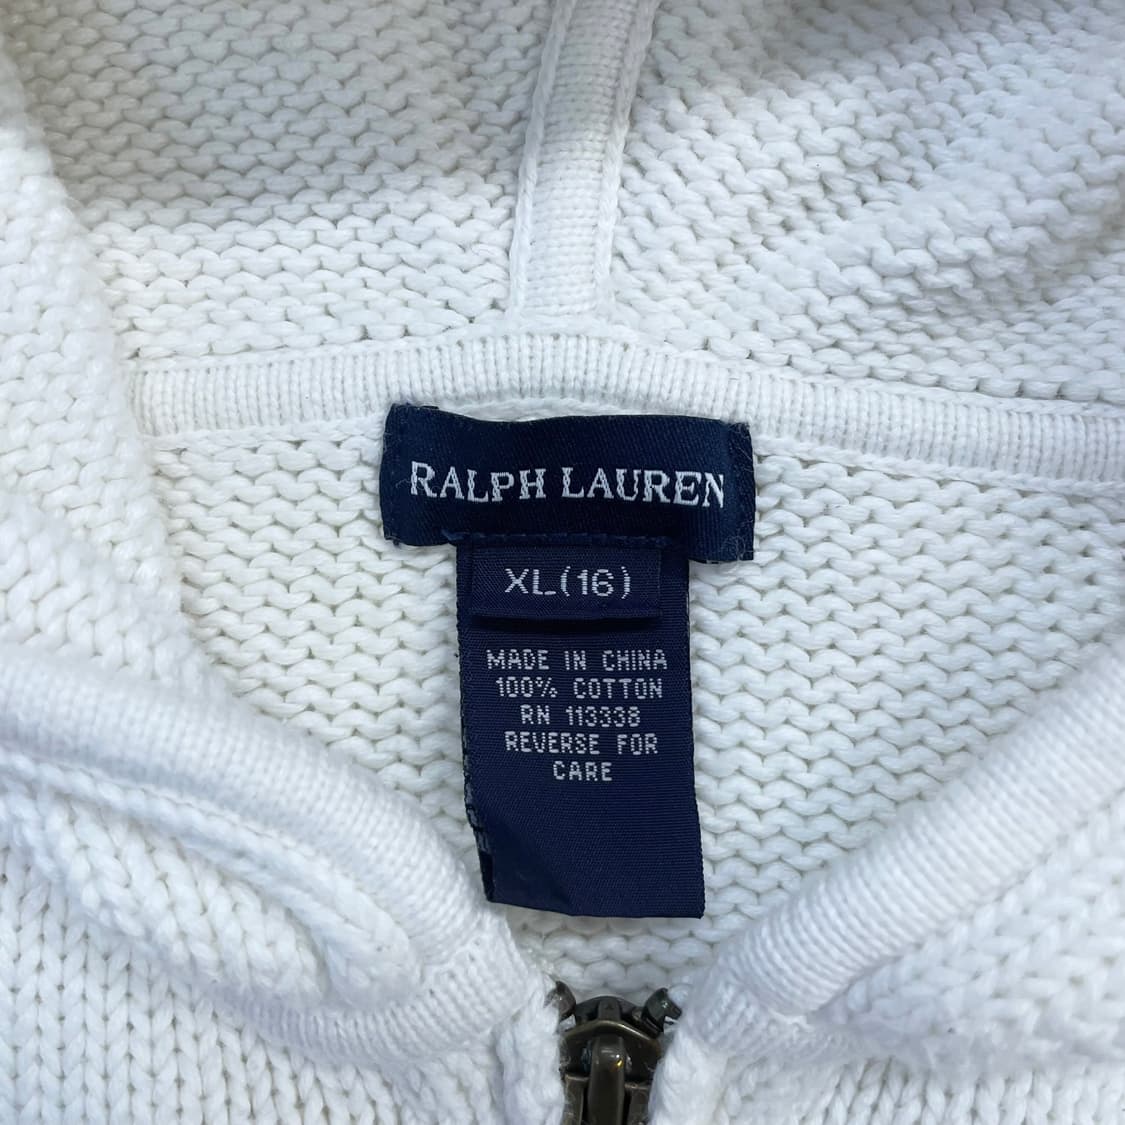 RALPH LAUREN
XL(16)
MADE IN CHINA
100% COTTON
RN 113338
REVERSE FOR
CARE